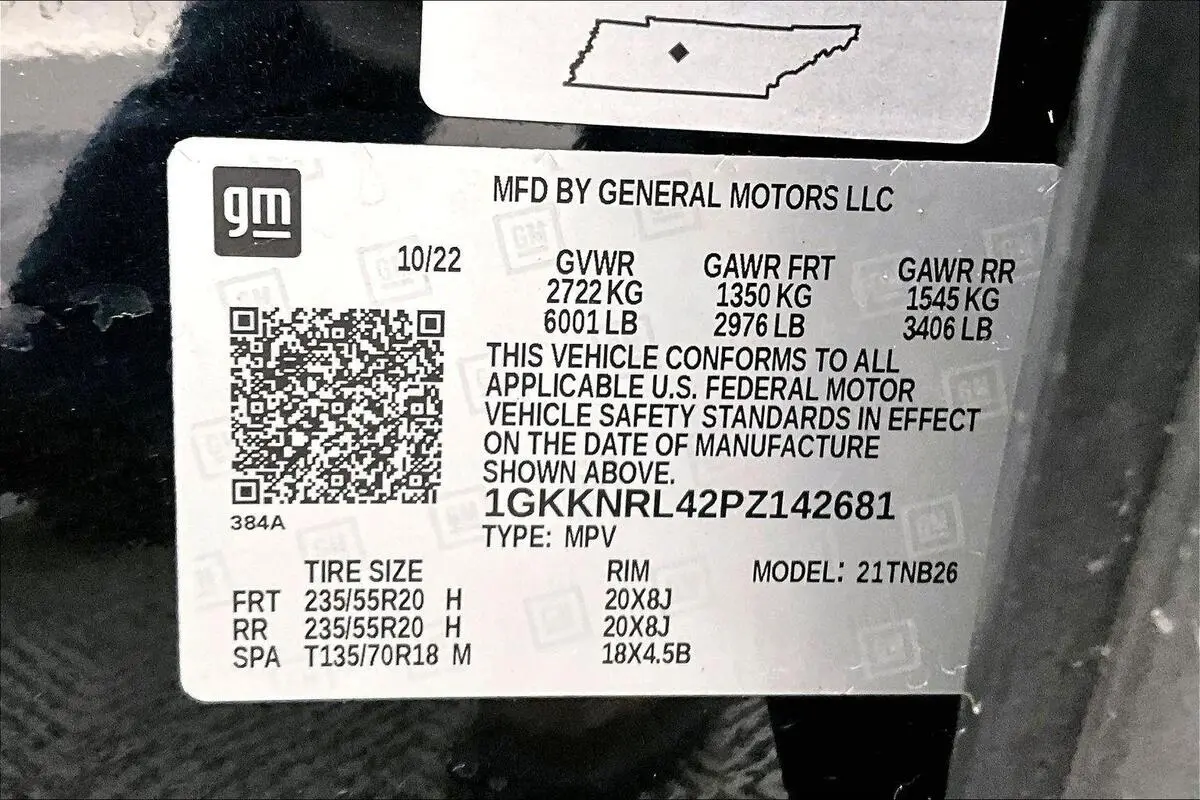 gm
MFD BY GENERAL MOTORS LLC
10/22
GVWR GAWR FRT GAWR RR
2722 KG 1350 KG 1545 KG
6001 LB 2976 LB 3406 LB
THIS VEHICLE CONFORMS TO ALL
APPLICABLE U.S. FEDERAL MOTOR
VEHICLE SAFETY STANDARDS IN EFFECT
ON THE DATE OF MANUFACTURE
SHOWN ABOVE.
1GKKNRL42PZ142681
384A
TYPE: MPV
TIRE SIZE RIM MODEL: 21TNB26
FRT 235/55R20 H 20X8J
RR 235/55R20 H 20X8J
SPA T135/70R18 M 18X4.5B